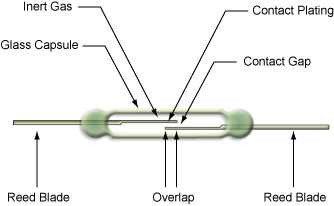 Inert Gas
Contact Plating
Glass Capsule
Contact Gap
Reed Blade
Overlap
Reed Blade